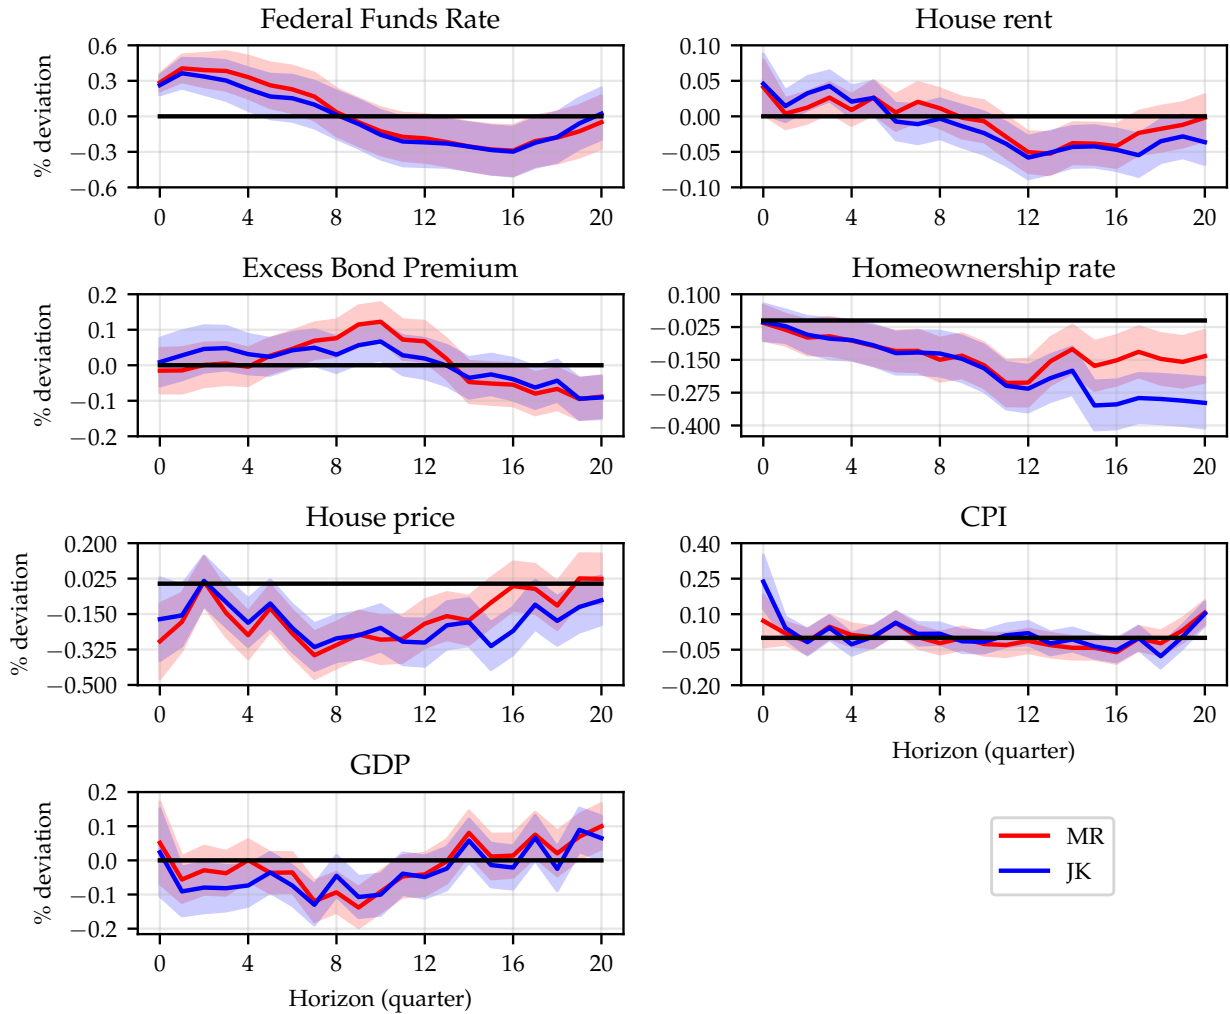 Federal Funds Rate
% deviation
0.6
0.3
0.0
−0.3
−0.6
0 4 8 12 16 20
House rent
0.10
0.05
0.00
−0.05
−0.10
0 4 8 12 16 20
Excess Bond Premium
% deviation
0.2
0.1
0.0
−0.1
−0.2
0 4 8 12 16 20
Homeownership rate
0.100
−0.025
−0.150
−0.275
−0.400
0 4 8 12 16 20
House price
% deviation
0.200
0.025
−0.150
−0.325
−0.500
0 4 8 12 16 20
CPI
0.40
0.25
0.10
−0.05
−0.20
0 4 8 12 16 20
Horizon (quarter)
GDP
% deviation
0.2
0.1
0.0
−0.1
−0.2
0 4 8 12 16 20
Horizon (quarter)
MR
JK